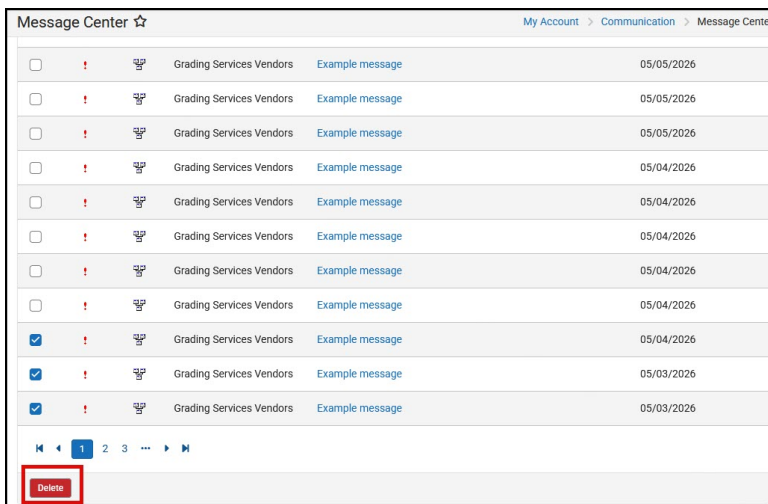 Message Center
My Account > Communication > Message Cente
! Grading Services Vendors Example message 05/05/2026
! Grading Services Vendors Example message 05/05/2026
! Grading Services Vendors Example message 05/05/2026
! Grading Services Vendors Example message 05/04/2026
! Grading Services Vendors Example message 05/04/2026
! Grading Services Vendors Example message 05/04/2026
! Grading Services Vendors Example message 05/04/2026
! Grading Services Vendors Example message 05/04/2026
! Grading Services Vendors Example message 05/04/2026
! Grading Services Vendors Example message 05/03/2026
! Grading Services Vendors Example message 05/03/2026
1 2 3 ...
Delete